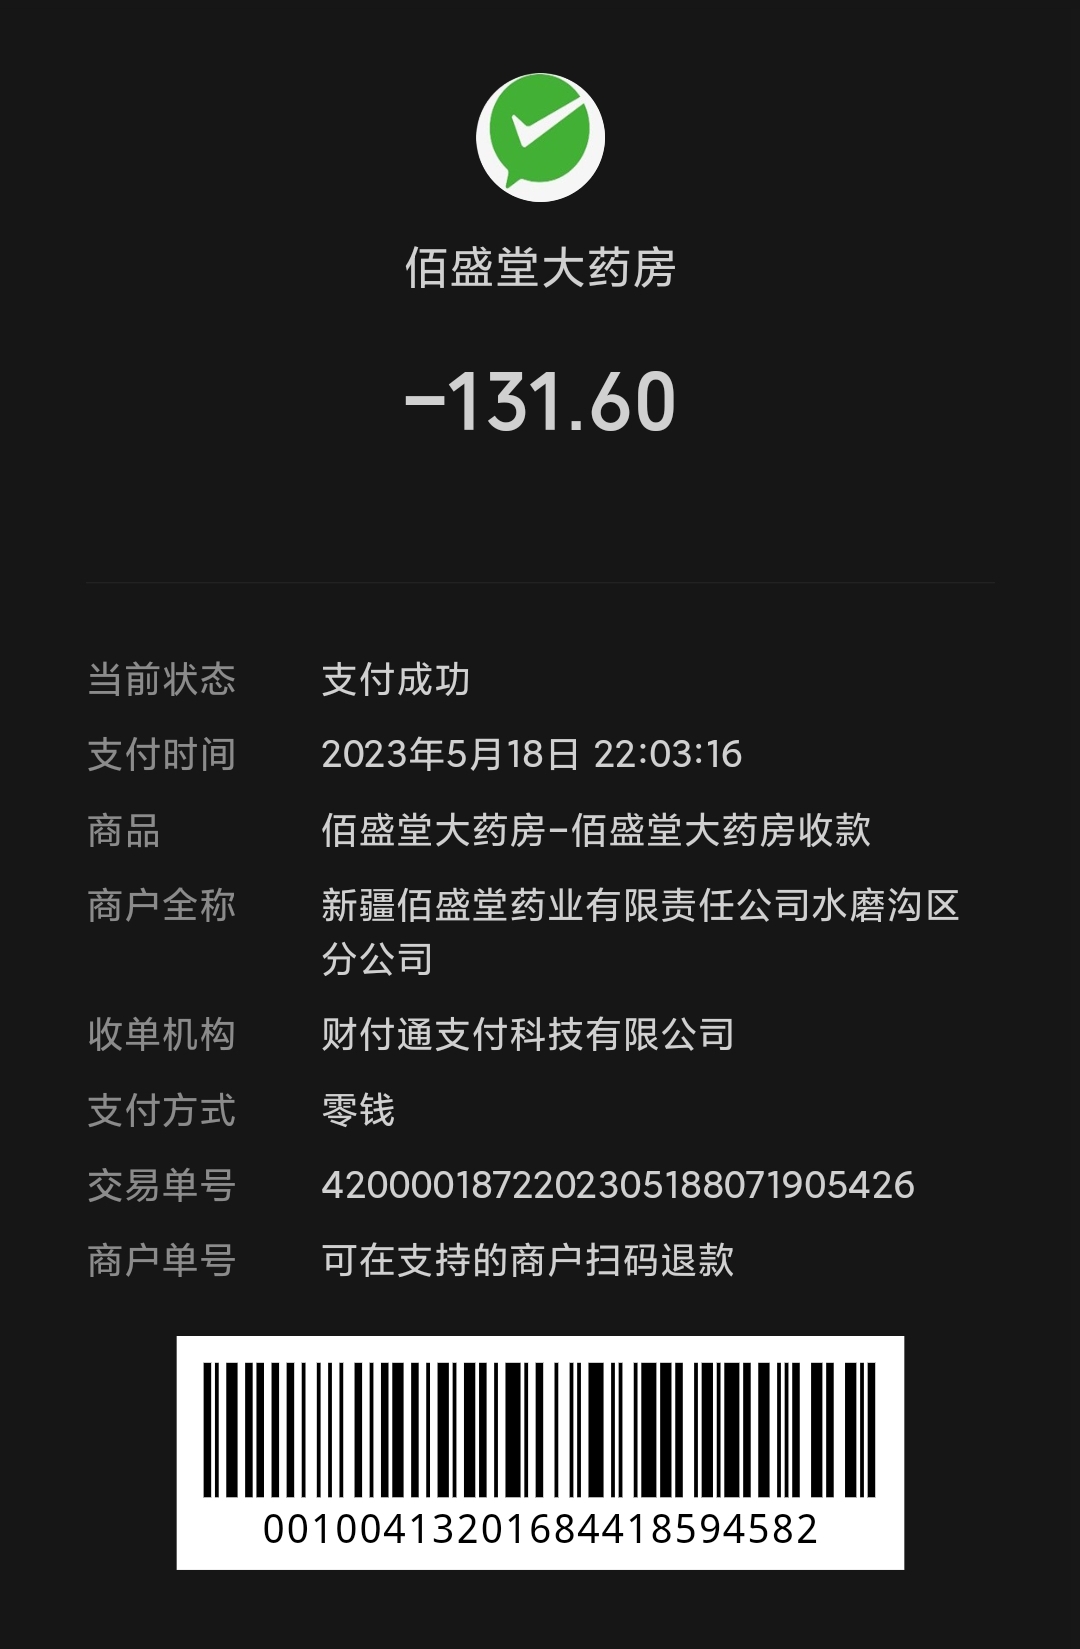 佰盛堂大药房
-131.60
当前状态 支付成功
支付时间 2023年5月18日 22:03:16
商品 佰盛堂大药房-佰盛堂大药房收款
商户全称 新疆佰盛堂药业有限责任公司水磨沟区
分公司
收单机构 财付通支付科技有限公司
支付方式 零钱
交易单号 4200001872202305188071905426
商户单号 可在支持的商户扫码退款
00100413201684418594582